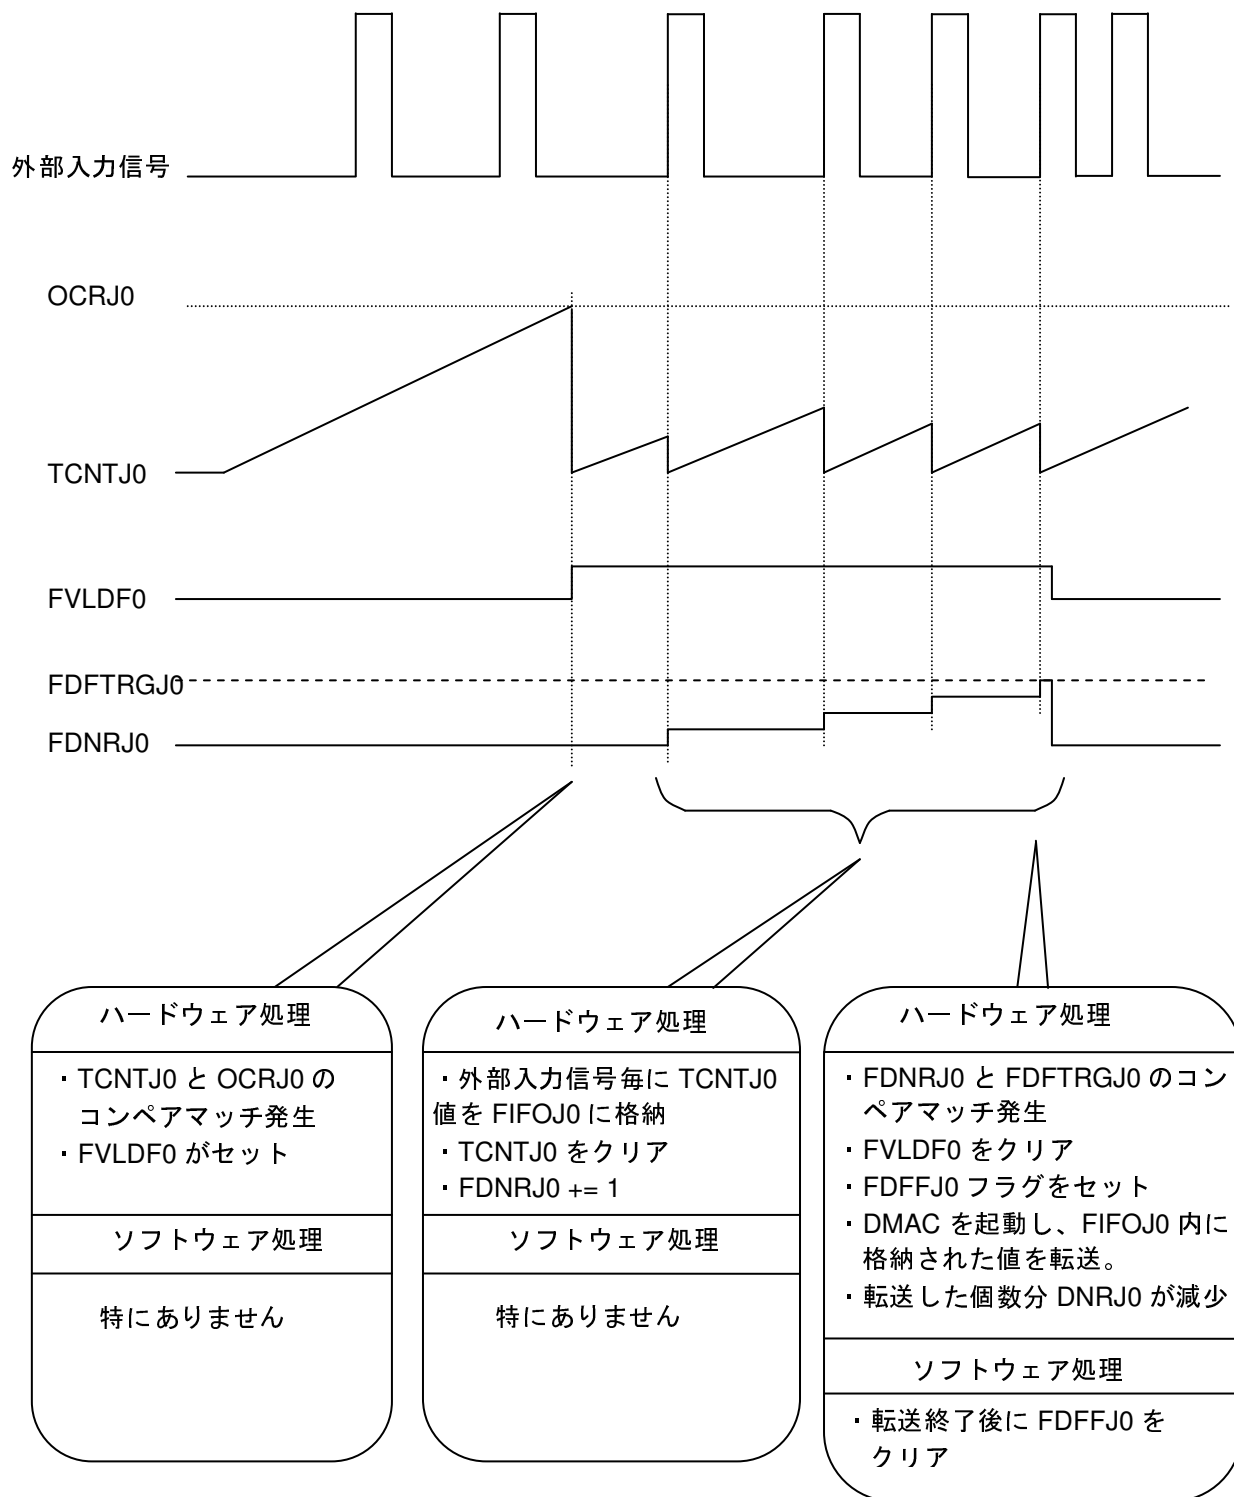 外部入力信号
OCRJ0
TCNTJ0
FVLDF0
FDFTRGJ0
FDNRJ0
ハードウェア処理
・TCNTJ0 と OCRJ0 の
コンペアマッチ発生
・FVLDF0 がセット
ソフトウェア処理
特にありません
ハードウェア処理
・外部入力信号毎に TCNTJ0
値を FIFOJ0 に格納
・TCNTJ0 をクリア
・FDNRJ0 += 1
ソフトウェア処理
特にありません
ハードウェア処理
・FDNRJ0 と FDFTRGJ0 のコン
ペアマッチ発生
・FVLDF0 をクリア
・FDFFJ0 フラグをセット
・DMAC を起動し、FIFOJ0 内に
格納された値を転送。
・転送した個数分 DNRJ0 が減少
ソフトウェア処理
・転送終了後に FDFFJ0 を
クリア